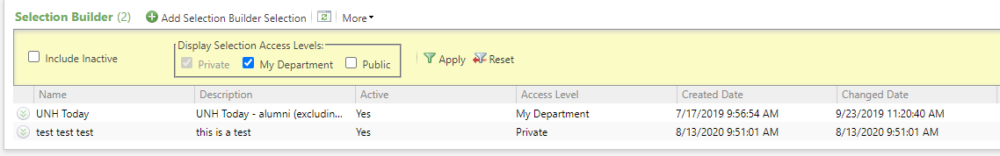 Selection Builder (2) Add Selection Builder Selection More
Display Selection Access Levels:
Include Inactive Private My Department Public Apply Reset
Name Description Active Access Level Created Date Changed Date
UNH Today UNH Today - alumni (excludin... Yes My Department 7/17/2019 9:56:54 AM 9/23/2019 11:20:40 AM
test test test this is a test Yes Private 8/13/2020 9:51:01 AM 8/13/2020 9:51:01 AM